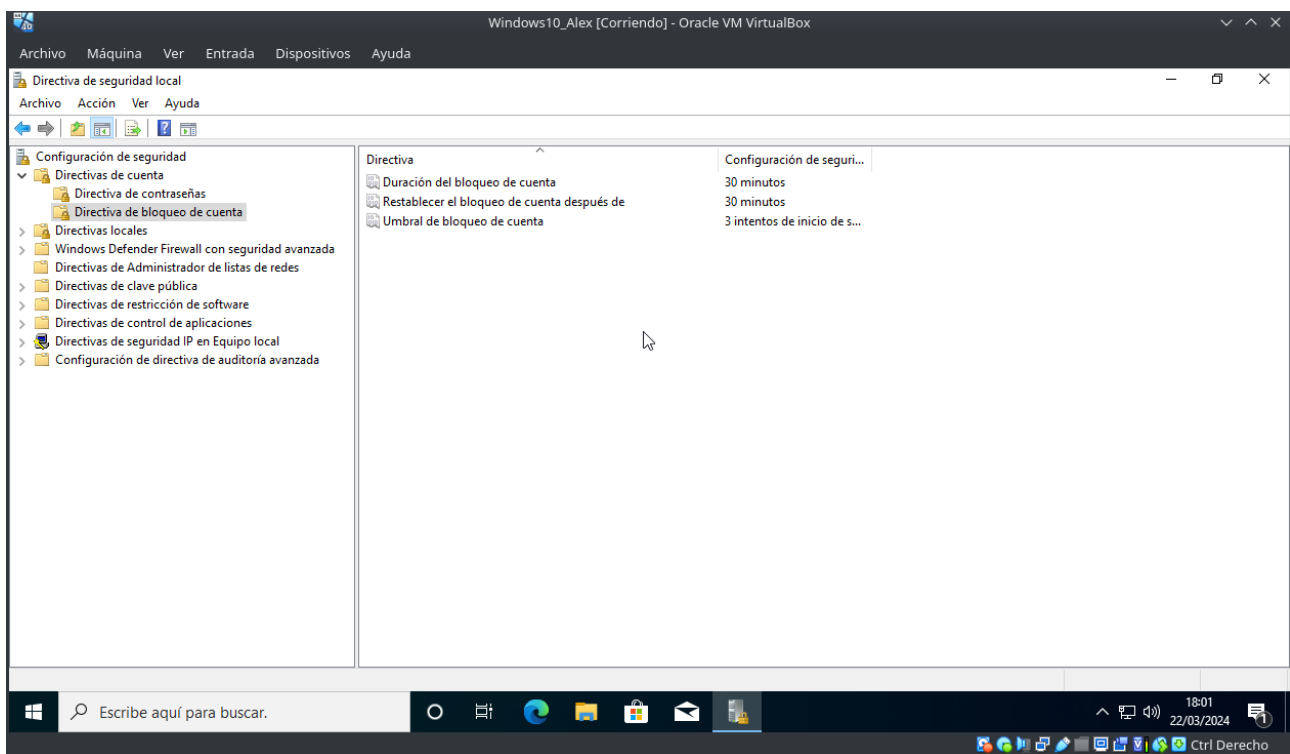 Windows10_Alex [Corriendo] - Oracle VM VirtualBox
Archivo Máquina Ver Entrada Dispositivos Ayuda
Directiva de seguridad local
Archivo Acción Ver Ayuda
Configuración de seguridad
Directivas de cuenta
Directiva de contraseñas
Directiva de bloqueo de cuenta
Directivas locales
Windows Defender Firewall con seguridad avanzada
Directivas de Administrador de listas de redes
Directivas de clave pública
Directivas de restricción de software
Directivas de control de aplicaciones
Directivas de seguridad IP en Equipo local
Configuración de directiva de auditoría avanzada
Directiva Configuración de seguri...
Duración del bloqueo de cuenta 30 minutos
Restablecer el bloqueo de cuenta después de 30 minutos
Umbral de bloqueo de cuenta 3 intentos de inicio de s...
Escribe aquí para buscar.
18:01
22/03/2024
1
Ctrl Derecho